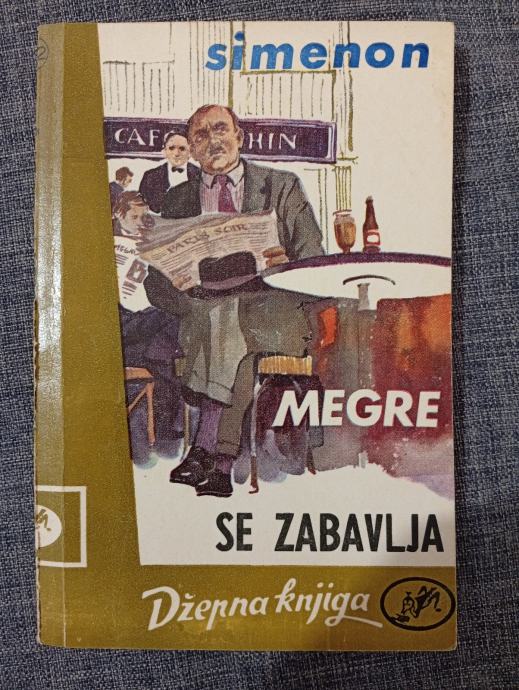 simenon
CAF HIN
PARIS SOIR
MEGRE
SE ZABAVLJA
Džepna knjiga